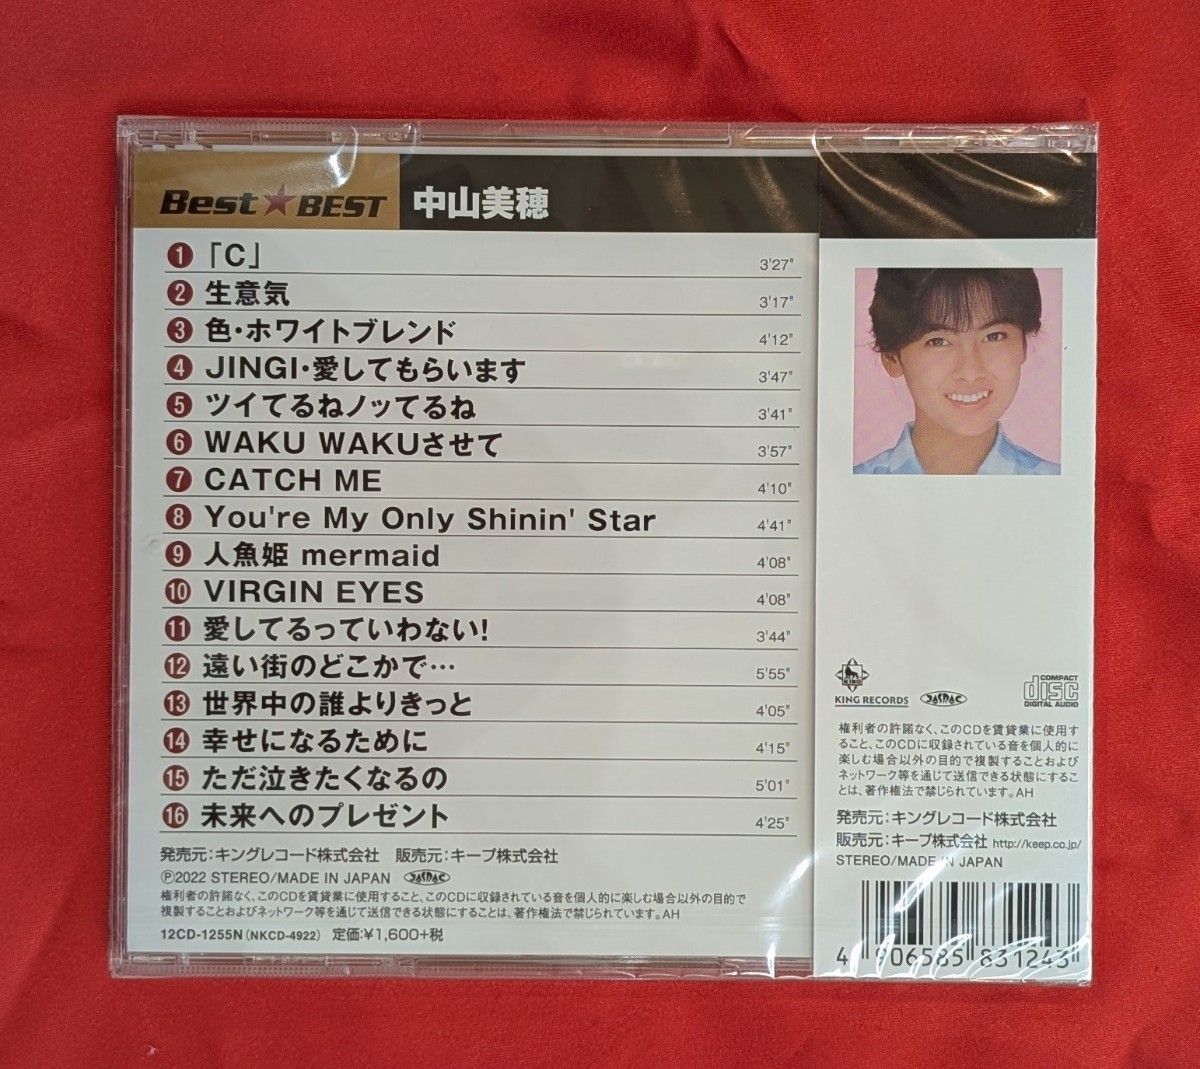 Best★BEST 中山美穂
1 「C」 3'27"
2 生意気 3'17"
3 色・ホワイトブレンド 4'12"
4 JINGI・愛してもらいます 3'47"
5 ツイてるねノッてるね 3'41"
6 WAKU WAKUさせて 3'57"
7 CATCH ME 4'10"
8 You're My Only Shinin' Star 4'41"
9 人魚姫 mermaid 4'08"
10 VIRGIN EYES 4'08"
11 愛してるっていわない! 3'44"
12 遠い街のどこかで… 5'55"
13 世界中の誰よりきっと 4'05"
14 幸せになるために 4'15"
15 ただ泣きたくなるの 5'01"
16 未来へのプレゼント 4'25"
発売元:キングレコード株式会社 販売元:キープ株式会社
Ⓟ2022 STEREO/MADE IN JAPAN JASRAC
権利者の許諾なく、このCDを賃貸業に使用すること、このCDに収録されている音を個人的に楽しむ場合以外の目的で
複製することおよびネットワーク等を通じて送信できる状態にすることは、著作権法で禁じられています。AH
12CD-1255N(NKCD-4922) 定価:¥1,600+税
KING RECORDS JASRAC COMPACT disc DIGITAL AUDIO
権利者の許諾なく、このCDを賃貸業に使用す
ること、このCDに収録されている音を個人的に
楽しむ場合以外の目的で複製することおよび
ネットワーク等を通じて送信できる状態にするこ
とは、著作権法で禁じられています。AH
発売元:キングレコード株式会社
販売元:キープ株式会社 http://keep.co.jp/
STEREO/MADE IN JAPAN
4 906585 831243